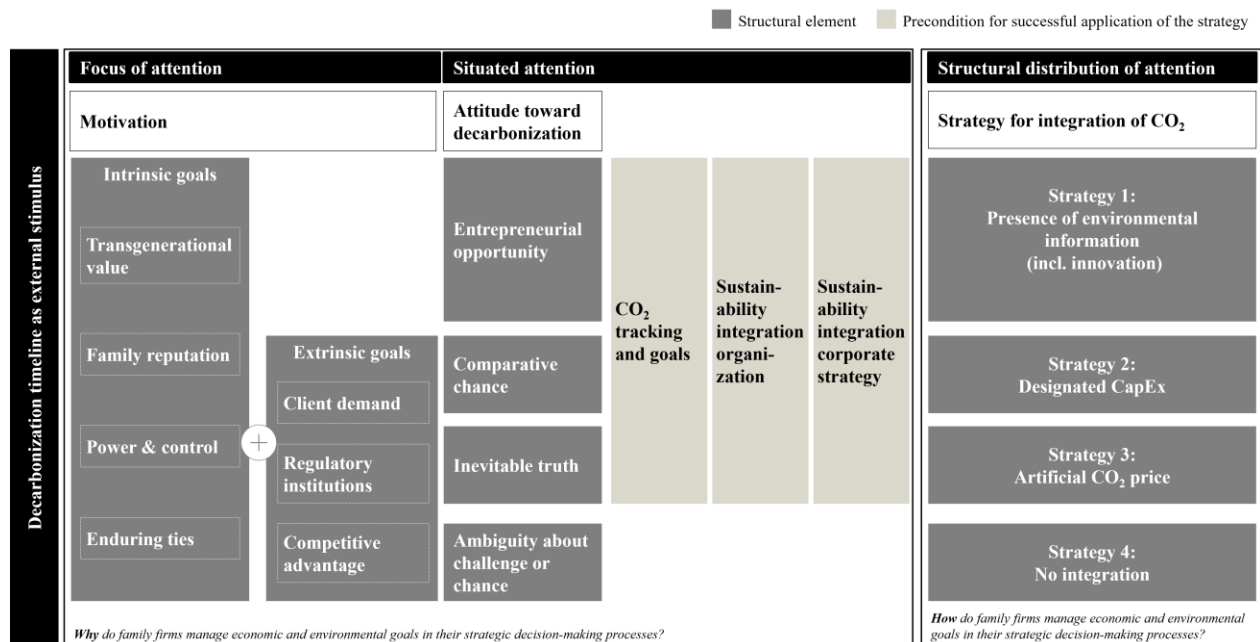 Structural element
Precondition for successful application of the strategy
Decarbonization timeline as external stimulus
Focus of attention
Situated attention
Structural distribution of attention
Motivation
Attitude toward
decarbonization
Strategy for integration of CO₂
Intrinsic goals
Transgenerational
value
Family reputation
Power & control
Enduring ties
+
Extrinsic goals
Client demand
Regulatory
institutions
Competitive
advantage
Entrepreneurial
opportunity
Comparative
chance
Inevitable truth
Ambiguity about
challenge or
chance
CO₂
tracking
and goals
Sustain-
ability
integration
organi-
zation
Sustain-
ability
integration
corporate
strategy
Strategy 1:
Presence of environmental
information
(incl. innovation)
Strategy 2:
Designated CapEx
Strategy 3:
Artificial CO₂ price
Strategy 4:
No integration
Why do family firms manage economic and environmental goals in their strategic decision-making processes?
How do family firms manage economic and environmental
goals in their strategic decision-making processes?